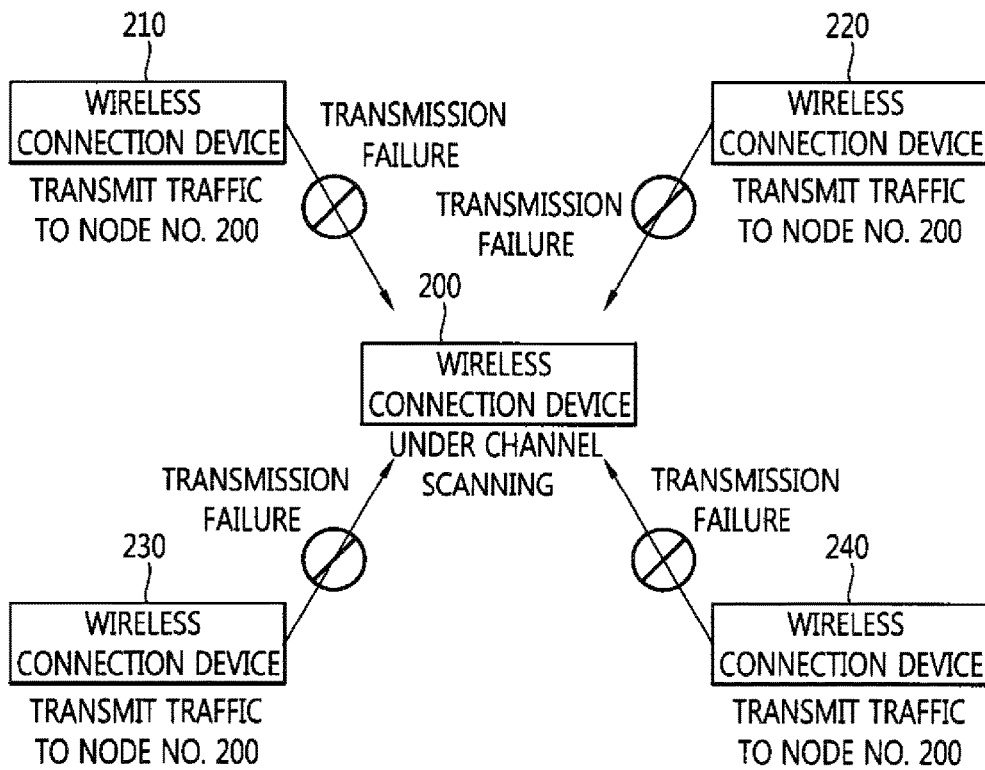 210
WIRELESS
CONNECTION DEVICE
TRANSMIT TRAFFIC
TO NODE NO. 200
TRANSMISSION
FAILURE
220
WIRELESS
CONNECTION DEVICE
TRANSMIT TRAFFIC
TO NODE NO. 200
TRANSMISSION
FAILURE
200
WIRELESS
CONNECTION DEVICE
UNDER CHANNEL
SCANNING
TRANSMISSION
FAILURE
230
WIRELESS
CONNECTION DEVICE
TRANSMIT TRAFFIC
TO NODE NO. 200
TRANSMISSION
FAILURE
240
WIRELESS
CONNECTION DEVICE
TRANSMIT TRAFFIC
TO NODE NO. 200